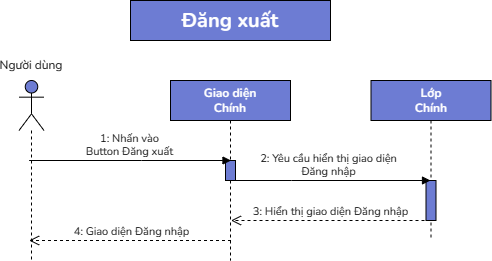 Đăng xuất
Người dùng
Giao diện
Chính
Lớp
Chính
1: Nhấn vào
Button Đăng xuất
2: Yêu cầu hiển thị giao diện
Đăng nhập
3: Hiển thị giao diện Đăng nhập
4: Giao diện Đăng nhập